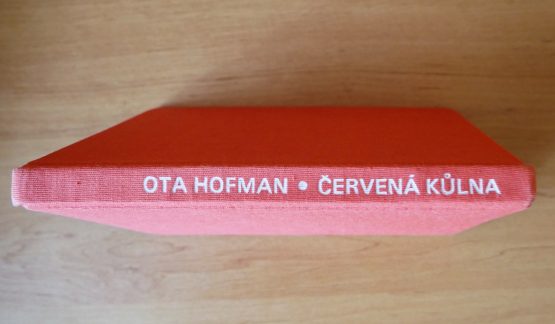 OTA HOFMAN • ČERVENÁ KŮLNA